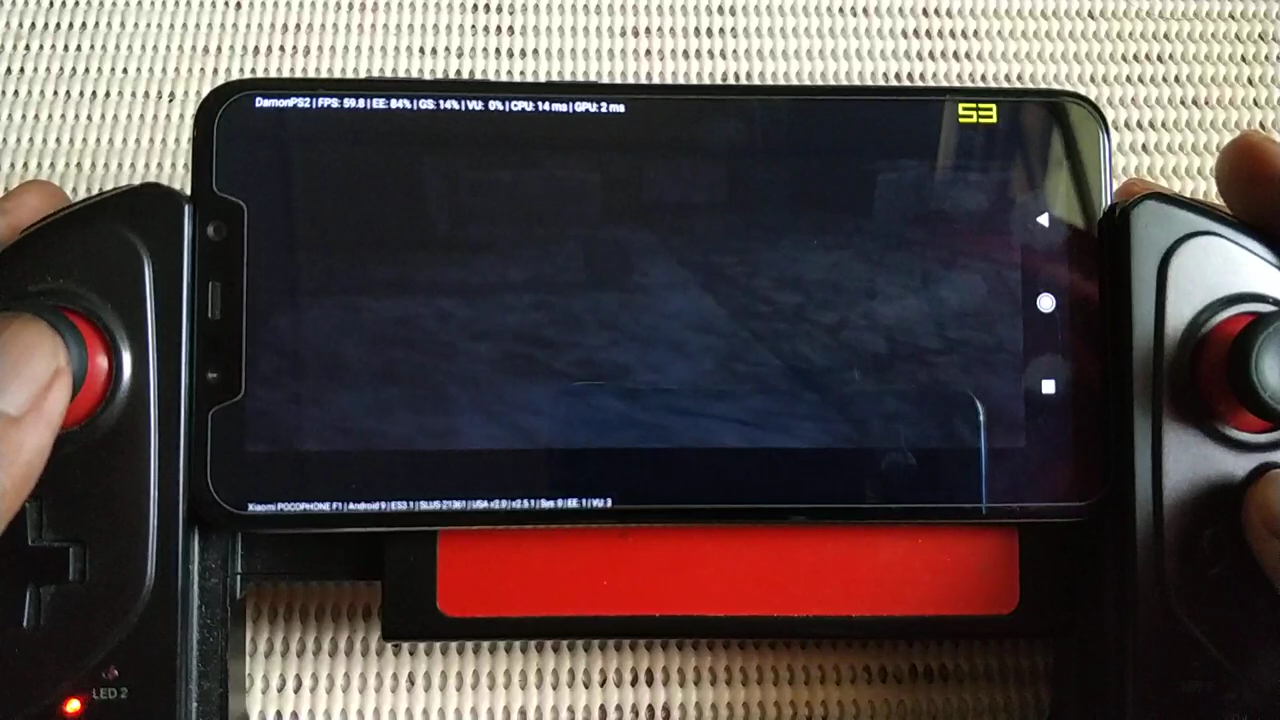 DamonPS2 | FPS: 59.8 | EE: 84% | GS: 14% | VU: 0% | CPU: 14 ms | GPU: 2 ms
53
Xiaomi POCOPHONE F1 | Android 9 | ES3.1 | SLUS-21361 | USA v2.0 | v2.5.1 | Sys: 0 | EE: 1 | VU: 3
LED 2